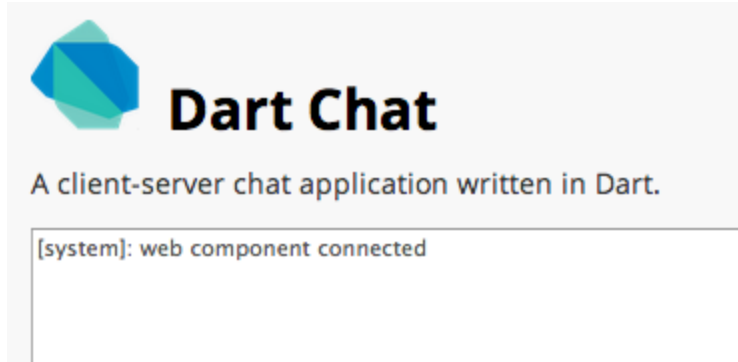 Dart Chat
A client-server chat application written in Dart.
[system]: web component connected